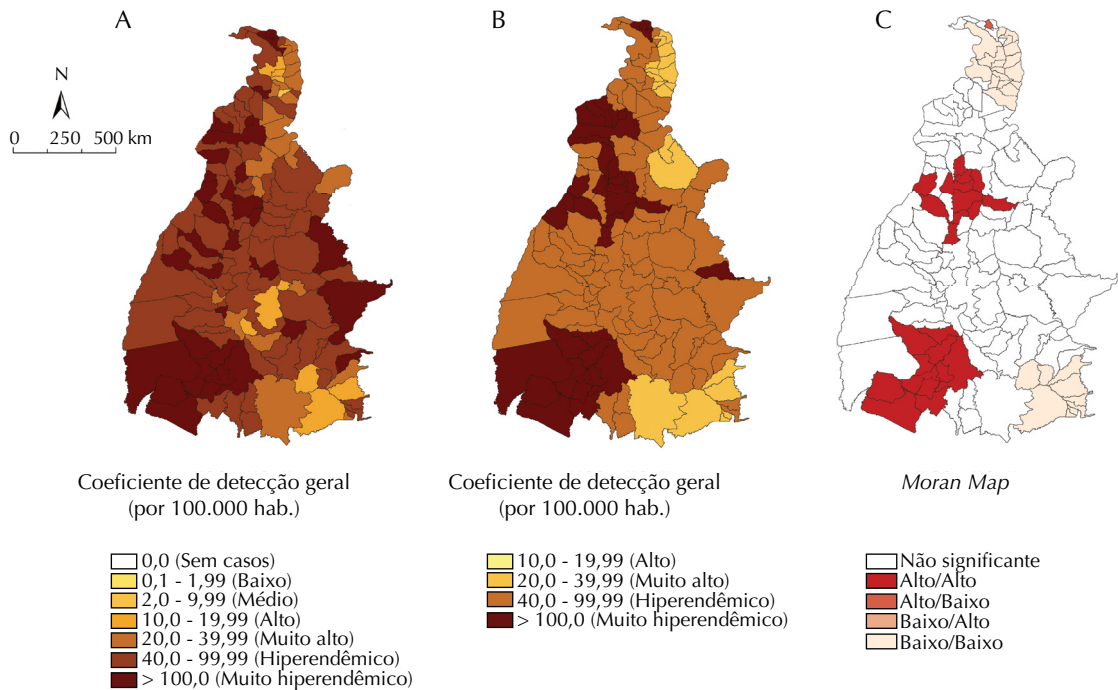 A
B
C
N
0 250 500 km
Coeficiente de detecção geral
(por 100.000 hab.)
0,0 (Sem casos)
0,1 - 1,99 (Baixo)
2,0 - 9,99 (Médio)
10,0 - 19,99 (Alto)
20,0 - 39,99 (Muito alto)
40,0 - 99,99 (Hiperendêmico)
> 100,0 (Muito hiperendêmico)
Coeficiente de detecção geral
(por 100.000 hab.)
10,0 - 19,99 (Alto)
20,0 - 39,99 (Muito alto)
40,0 - 99,99 (Hiperendêmico)
> 100,0 (Muito hiperendêmico)
Moran Map
Não significante
Alto/Alto
Alto/Baixo
Baixo/Alto
Baixo/Baixo